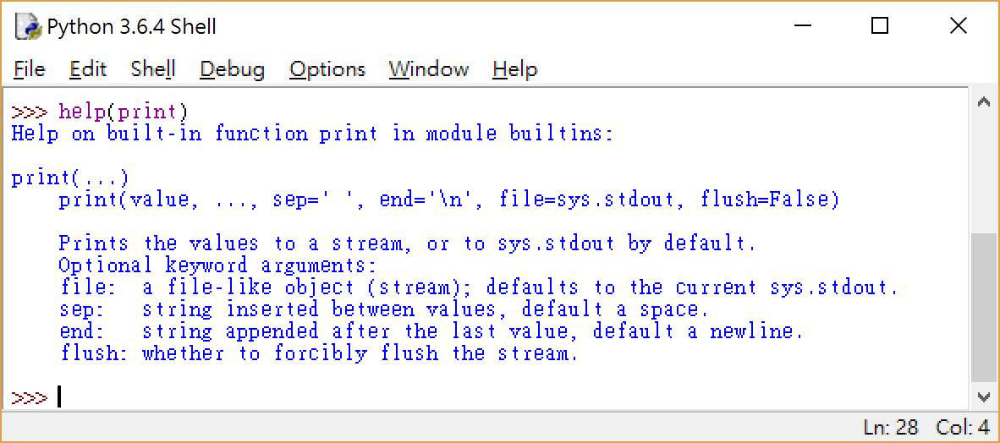 Python 3.6.4 Shell
File Edit Shell Debug Options Window Help
>>> help(print)
Help on built-in function print in module builtins:
print(...)
    print(value, ..., sep=' ', end='\n', file=sys.stdout, flush=False)
    Prints the values to a stream, or to sys.stdout by default.
    Optional keyword arguments:
    file:  a file-like object (stream); defaults to the current sys.stdout.
    sep:   string inserted between values, default a space.
    end:   string appended after the last value, default a newline.
    flush: whether to forcibly flush the stream.
>>>
Ln: 28 Col: 4